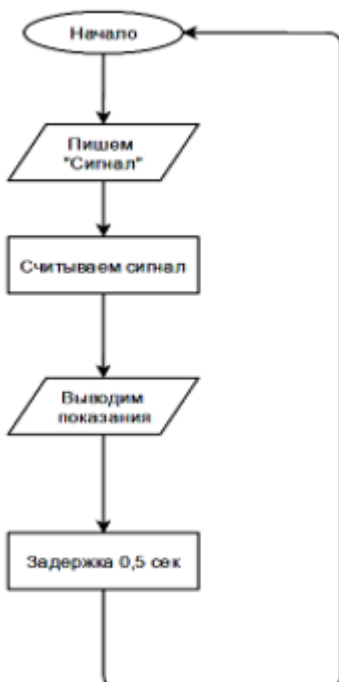 Начало
Пишем
"Сигнал"
Считываем сигнал
Выводим
показания
Задержка 0,5 сек